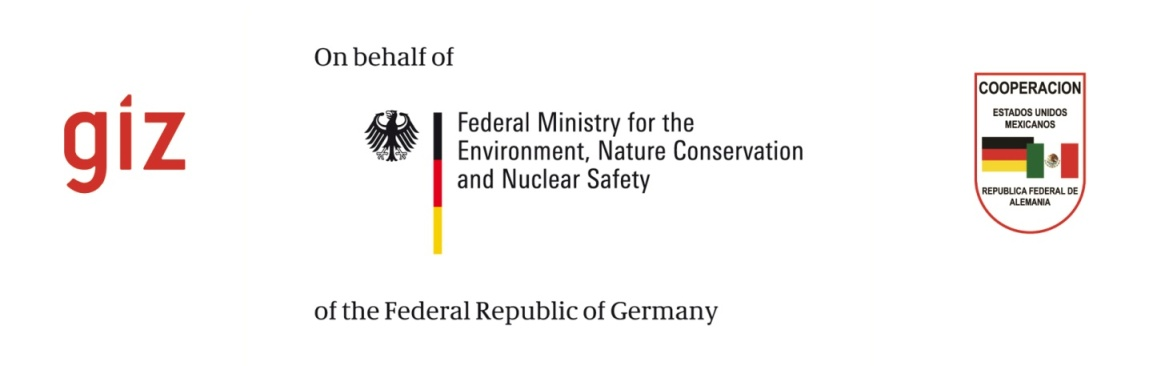 giz
On behalf of
Federal Ministry for the
Environment, Nature Conservation
and Nuclear Safety
of the Federal Republic of Germany
COOPERACION
ESTADOS UNIDOS
MEXICANOS
REPUBLICA FEDERAL DE
ALEMANIA